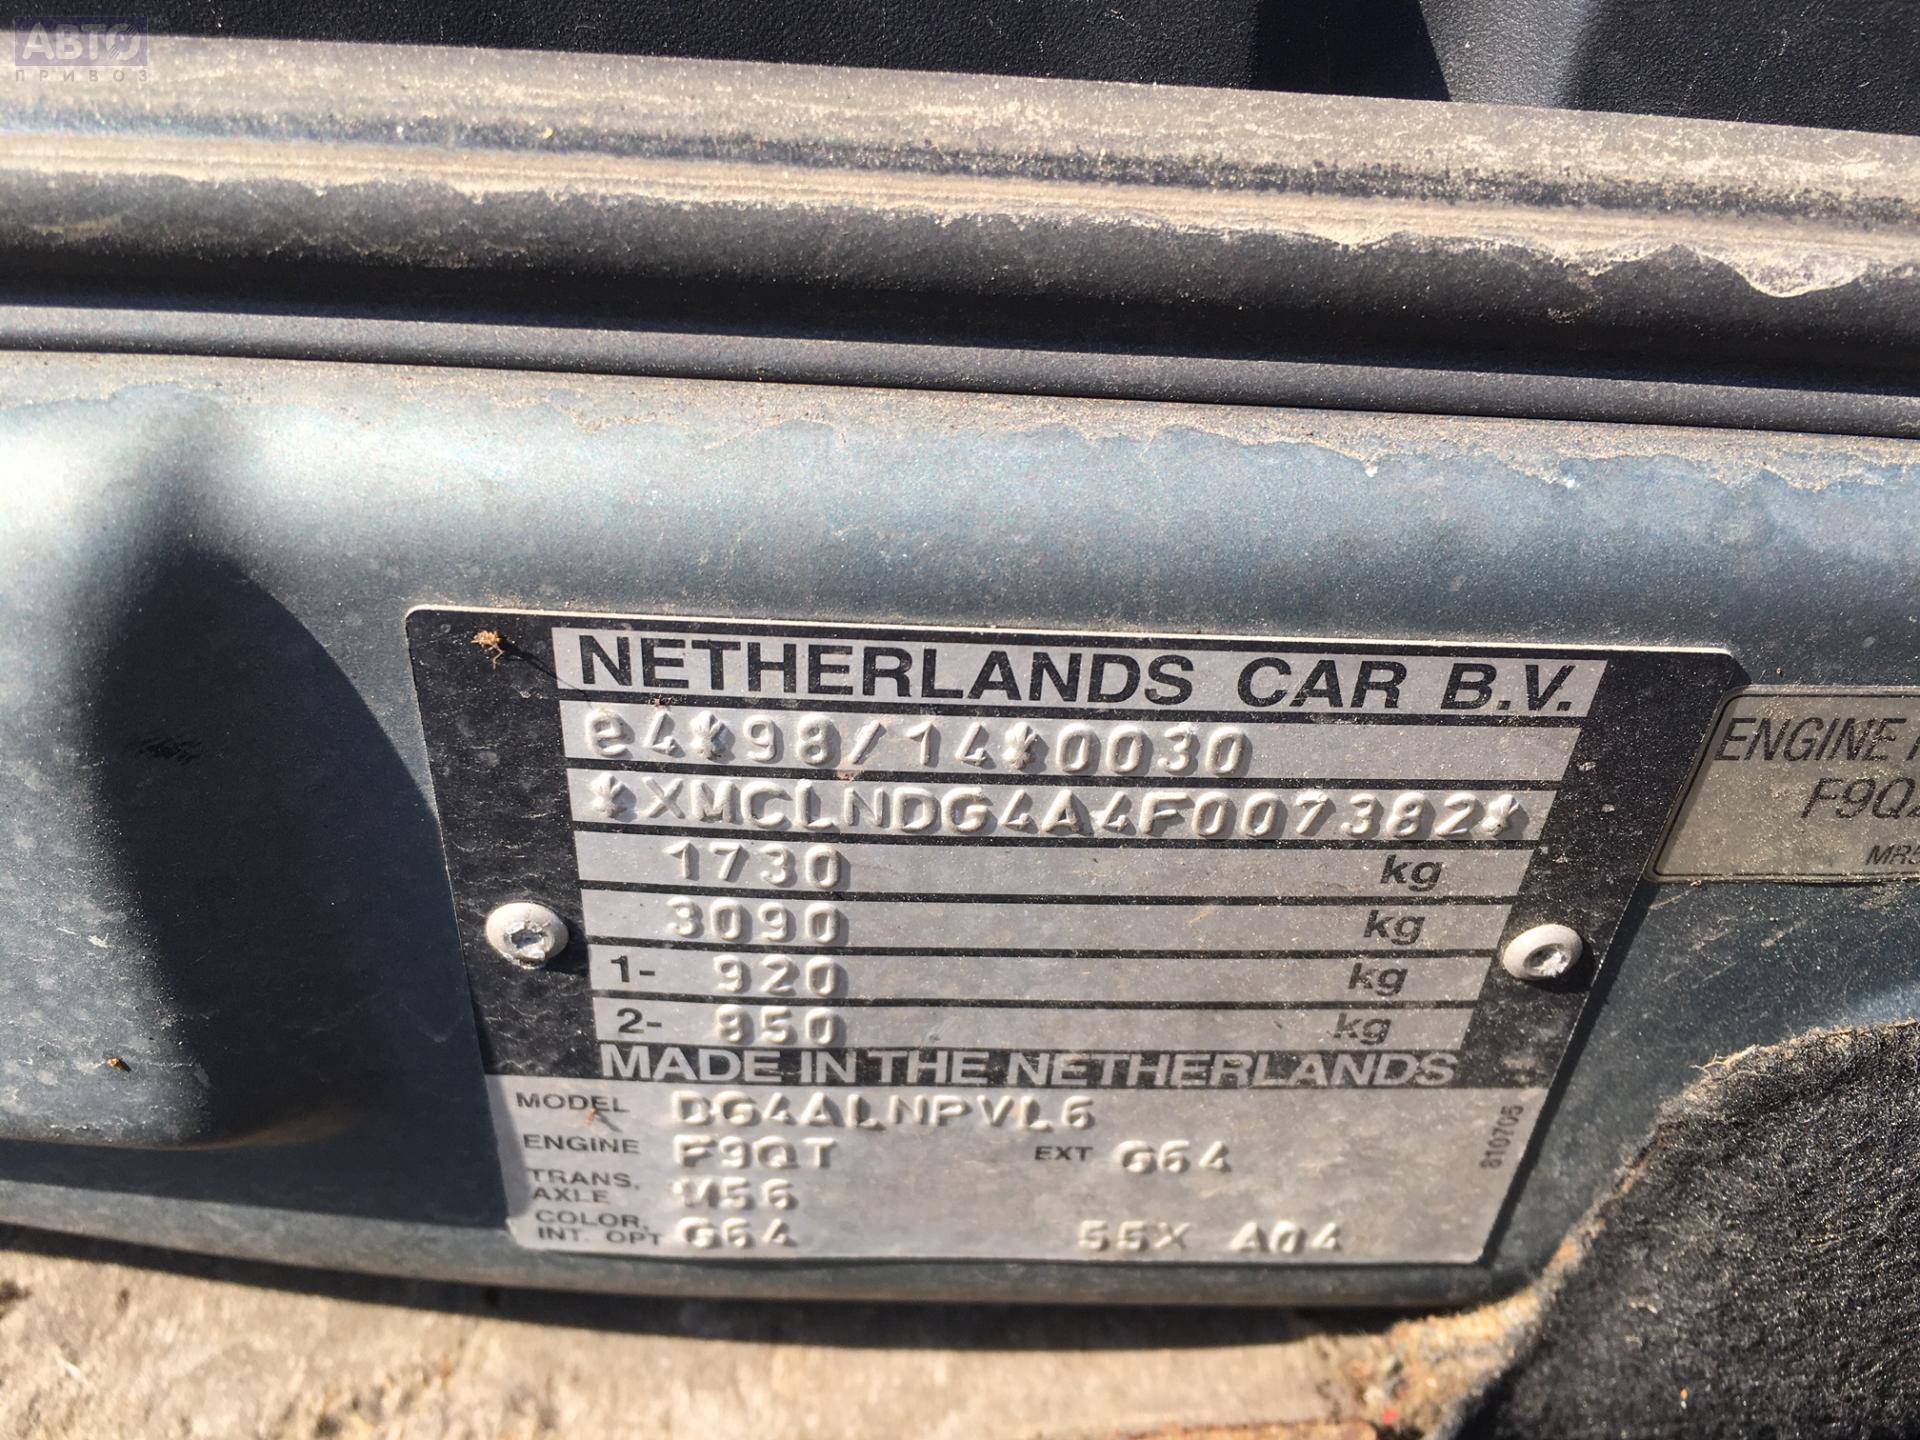 АВТО
ПРИВОЗ
NETHERLANDS CAR B.V.
e4*98/14*0030
*XMCLNDG4A4F007382*
1730 kg
3090 kg
1- 920 kg
2- 850 kg
MADE IN THE NETHERLANDS
MODEL DG4ALNPVL6
ENGINE F9QT EXT G64
TRANS. AXLE M56
COLOR. INT. OPT G64 55X A04
810705
ENGINE
F9Q
MR5